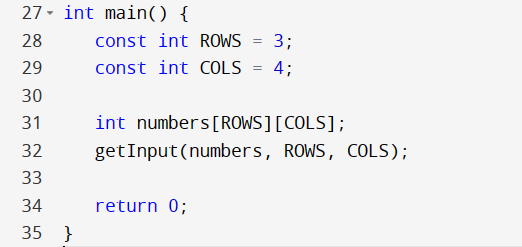 27 int main() {
28 const int ROWS = 3;
29 const int COLS = 4;
30
31 int numbers[ROWS][COLS];
32 getInput(numbers, ROWS, COLS);
33
34 return 0;
35 }